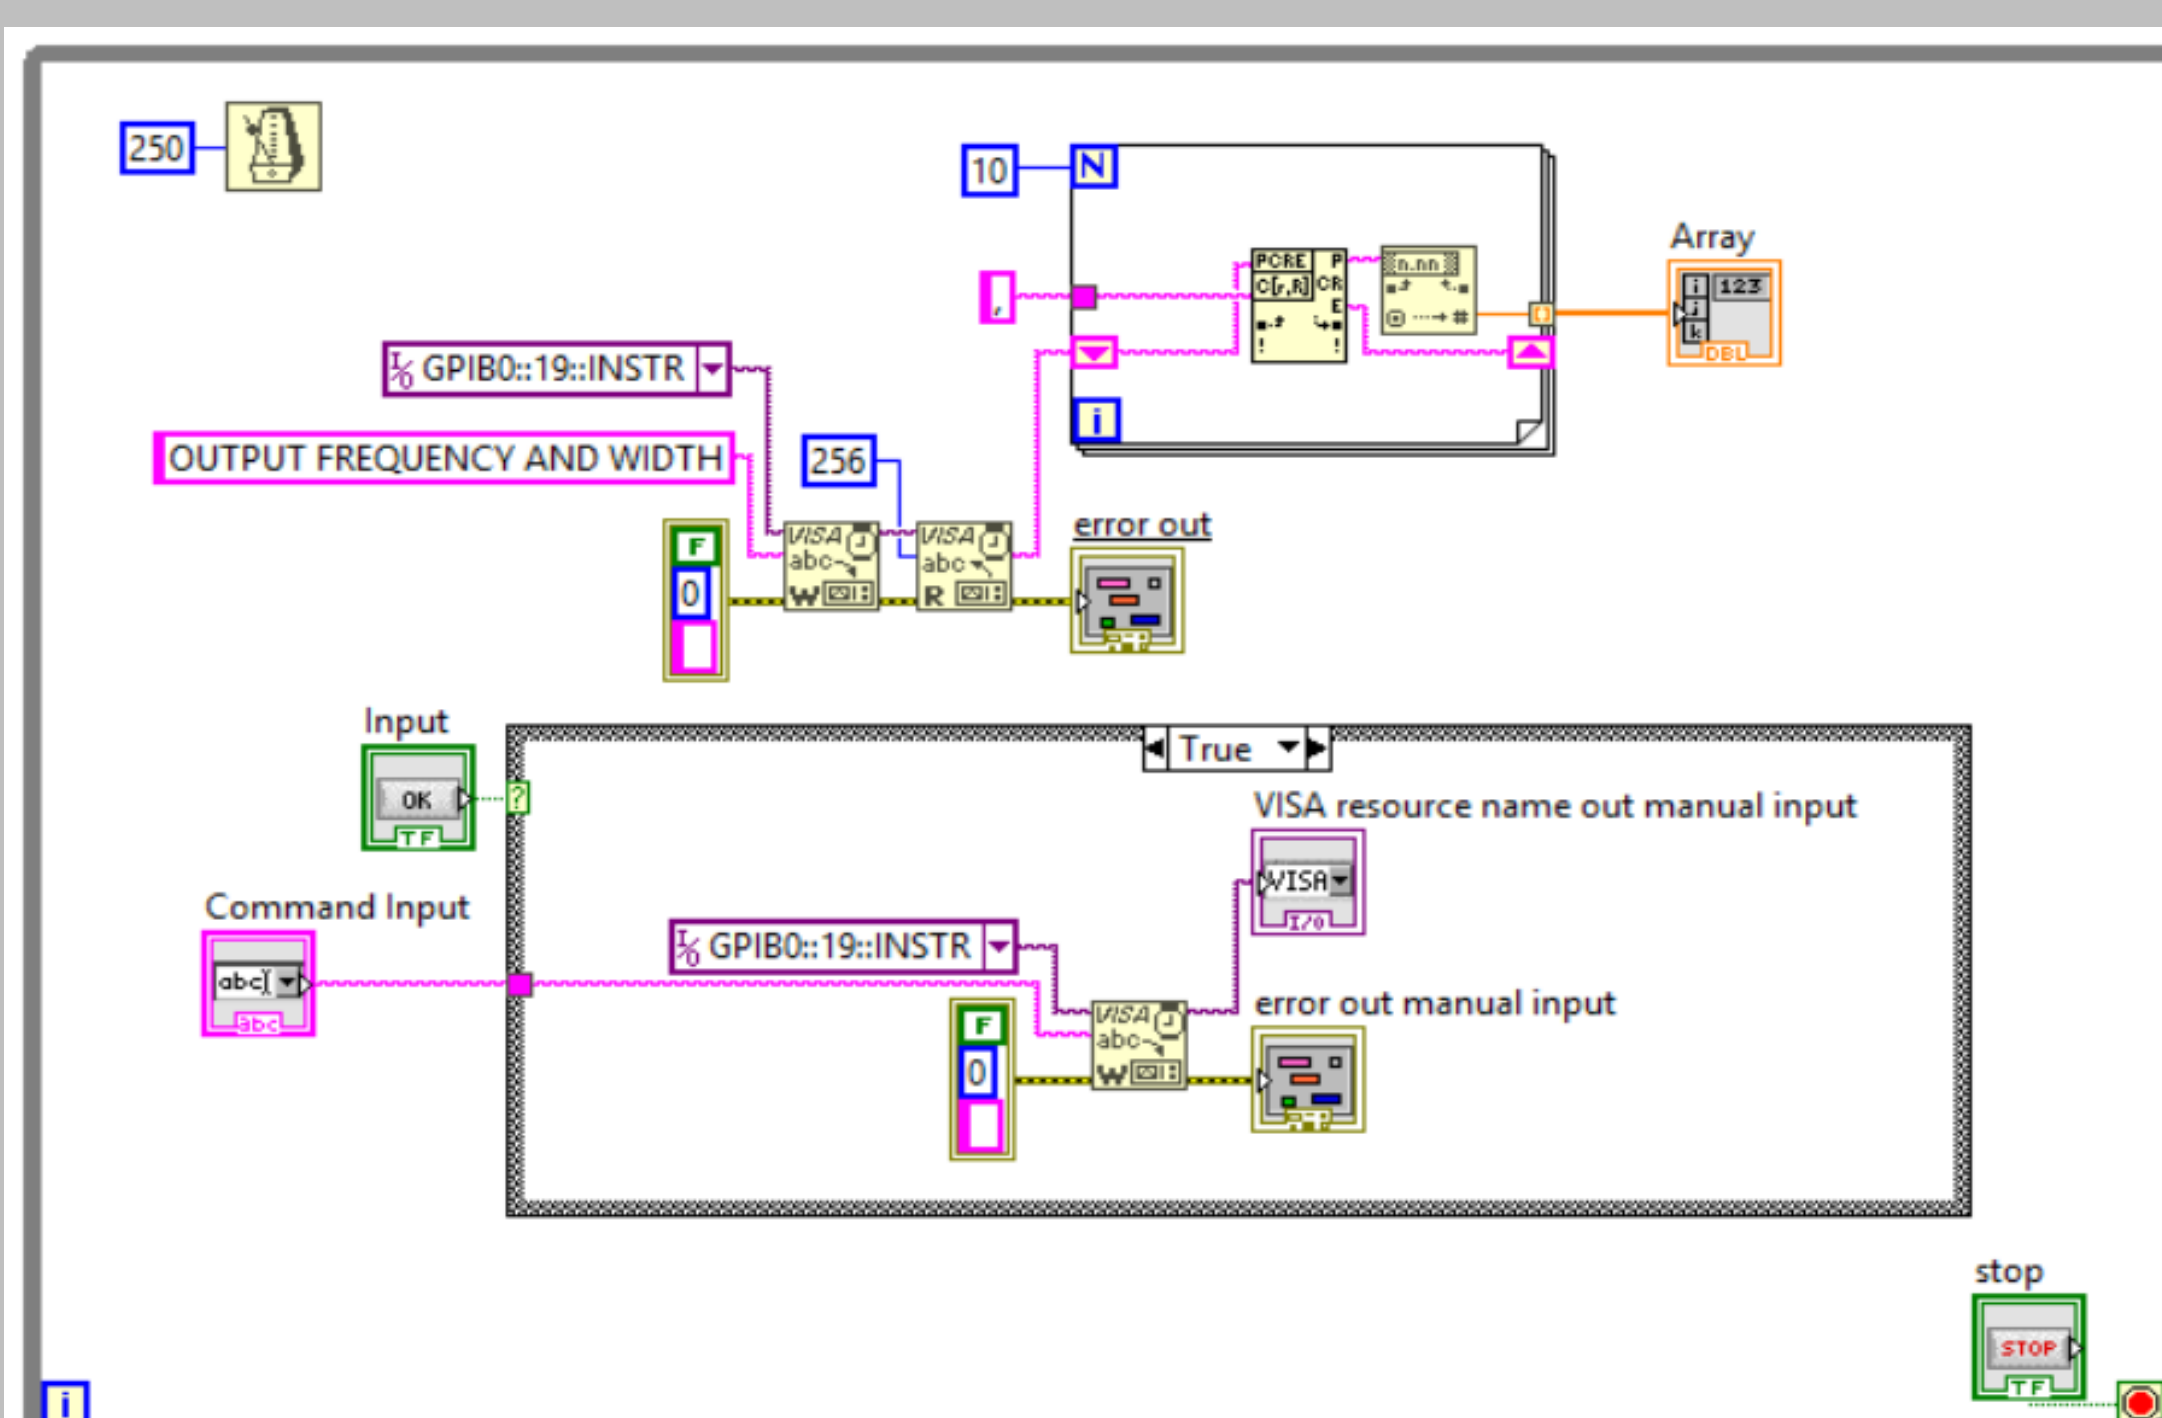 250
10
N
PCRE
P
C[r,R]
CR
E
n.nn
Array
i
123
j
k
DBL
,
I/O GPIB0::19::INSTR
OUTPUT FREQUENCY AND WIDTH
256
i
VISA
abc
W
VISA
abc
R
error out
F
0
Input
OK
TF
?
True
VISA resource name out manual input
VISA
I/O
Command Input
abc
abc
I/O GPIB0::19::INSTR
error out manual input
F
0
VISA
abc
W
stop
STOP
TF
i